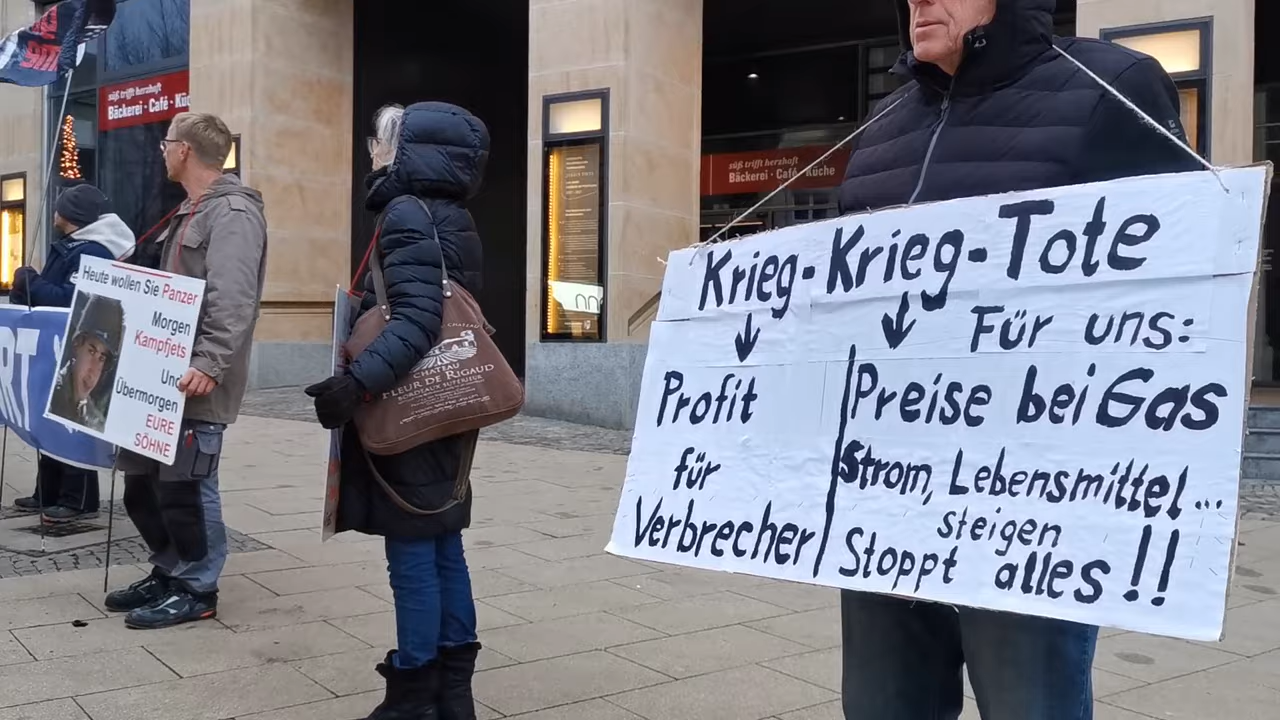 süß trifft herzhaft
Bäckerei · Café ·
Heute wollen Sie Panzer
Morgen
Kampfjets
Und
Übermorgen
EURE
SÖHNE
CHATEAU
FLEUR DE RIGAUD
BORDEAUX SUPERIEUR
süß trifft herzhaft
Bäckerei · Café · Küche
Krieg-Krieg-Tote
Für uns:
Profit
für
Verbrecher
Preise bei Gas
Strom, Lebensmittel...
steigen
Stoppt alles!!